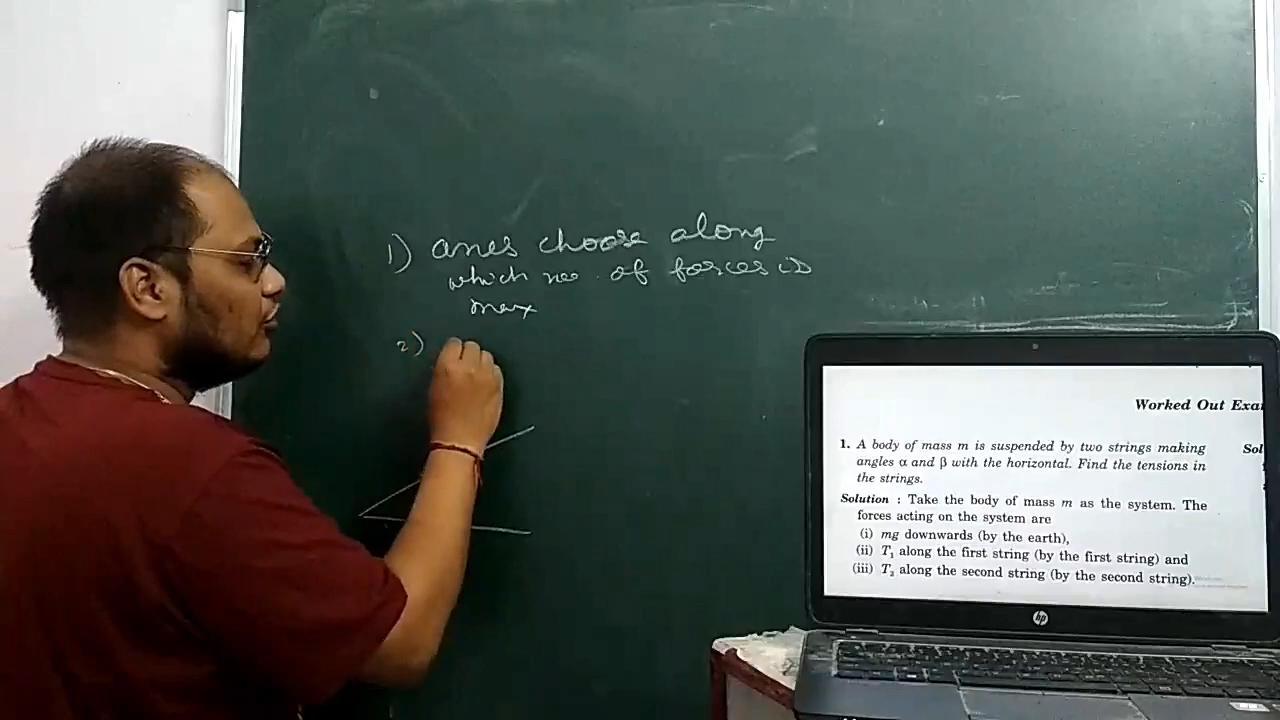 1) axes choose along
which no. of forces is
max
2)
Worked Out Exa
1. A body of mass m is suspended by two strings making
angles α and β with the horizontal. Find the tensions in
the strings.
Sol
Solution : Take the body of mass m as the system. The
forces acting on the system are
(i) mg downwards (by the earth),
(ii) T₁ along the first string (by the first string) and
(iii) T₂ along the second string (by the second string).
hp